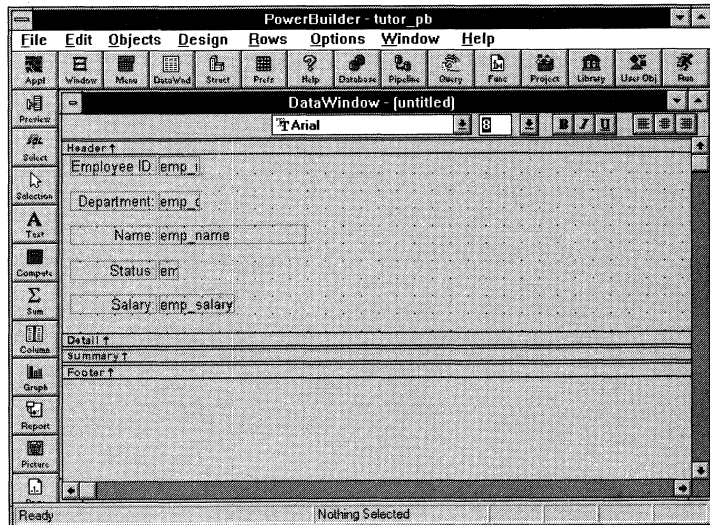 PowerBuilder - tutor_pb
File Edit Objects Design Rows Options Window Help
Appl Window Menu DataWnd Struct Prefs Help Database Pipeline Query Func Project Library User Obj Run
DataWindow - (untitled)
Arial 8 B I U
Preview
SQL
Select
Selection
A
Text
Compute
Σ
Sum
Column
Graph
Report
Picture
Header ↑
Employee ID emp_i
Department: emp_d
Name: emp_name
Status em
Salary emp_salary
Detail ↑
Summary ↑
Footer ↑
Ready Nothing Selected